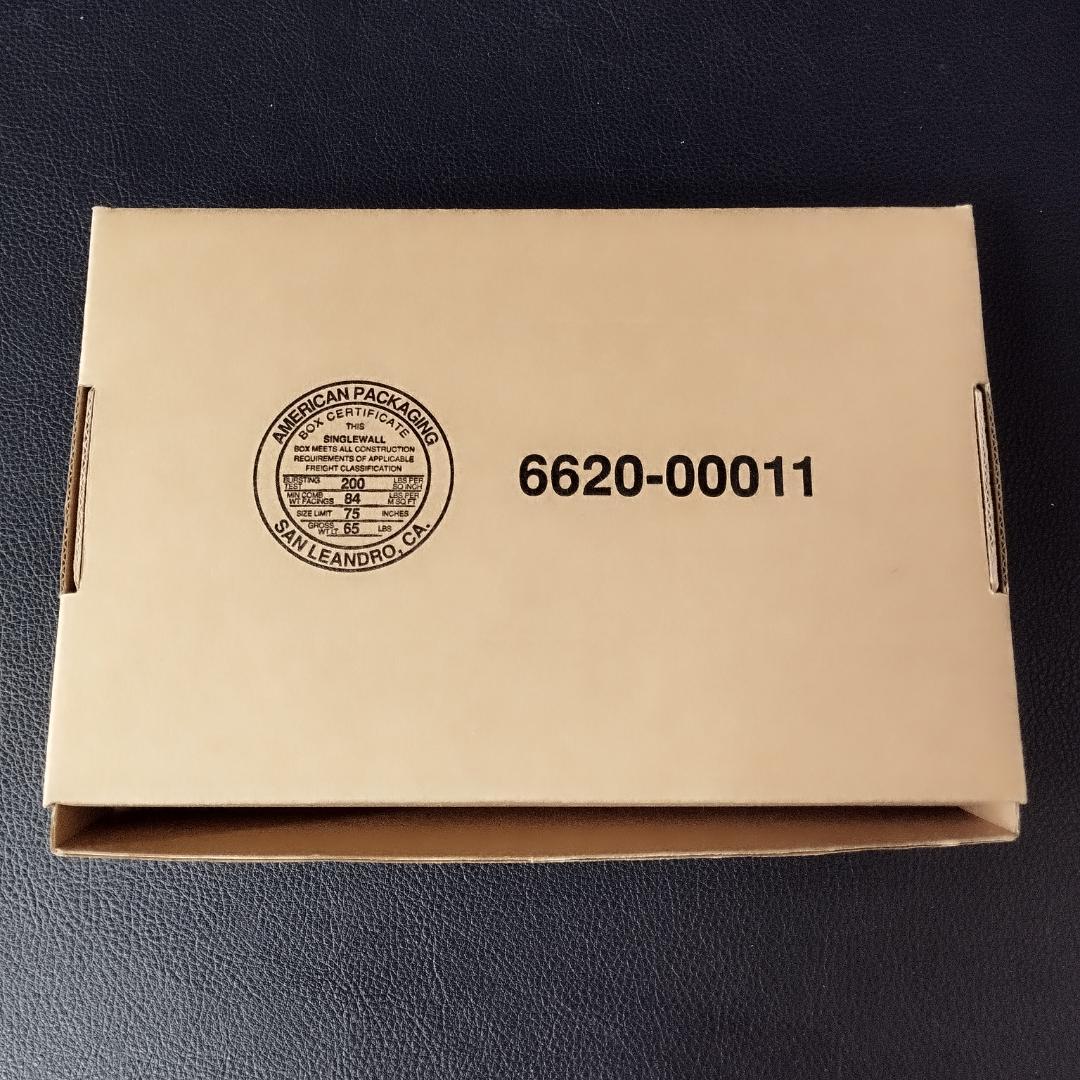 AMERICAN PACKAGING
BOX CERTIFICATE
THIS
SINGLEWALL
BOX MEETS ALL CONSTRUCTION
REQUIREMENTS OF APPLICABLE
FREIGHT CLASSIFICATION
BURSTING TEST 200 LBS PER SQ INCH
MIN COMB WT FACINGS 84 LBS PER M SQ FT
SIZE LIMIT 75 INCHES
GROSS WT LT 65 LBS
SAN LEANDRO, CA.
6620-00011